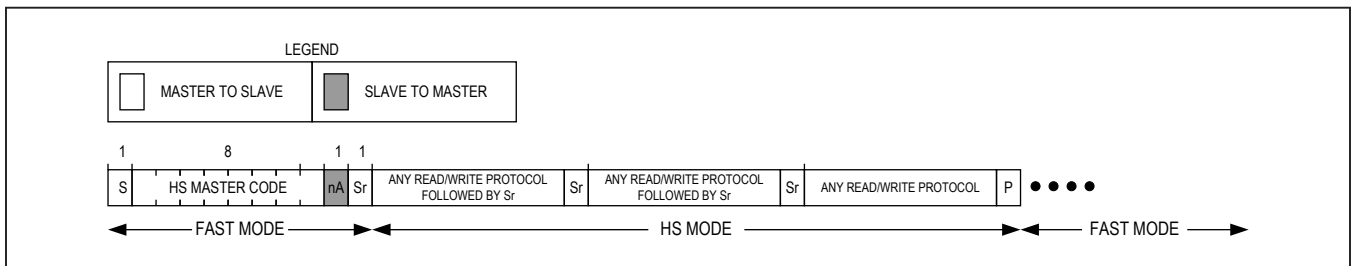 LEGEND
MASTER TO SLAVE SLAVE TO MASTER
1 8 1 1
S HS MASTER CODE nA Sr ANY READ/WRITE PROTOCOL FOLLOWED BY Sr Sr ANY READ/WRITE PROTOCOL FOLLOWED BY Sr Sr ANY READ/WRITE PROTOCOL P
FAST MODE HS MODE FAST MODE